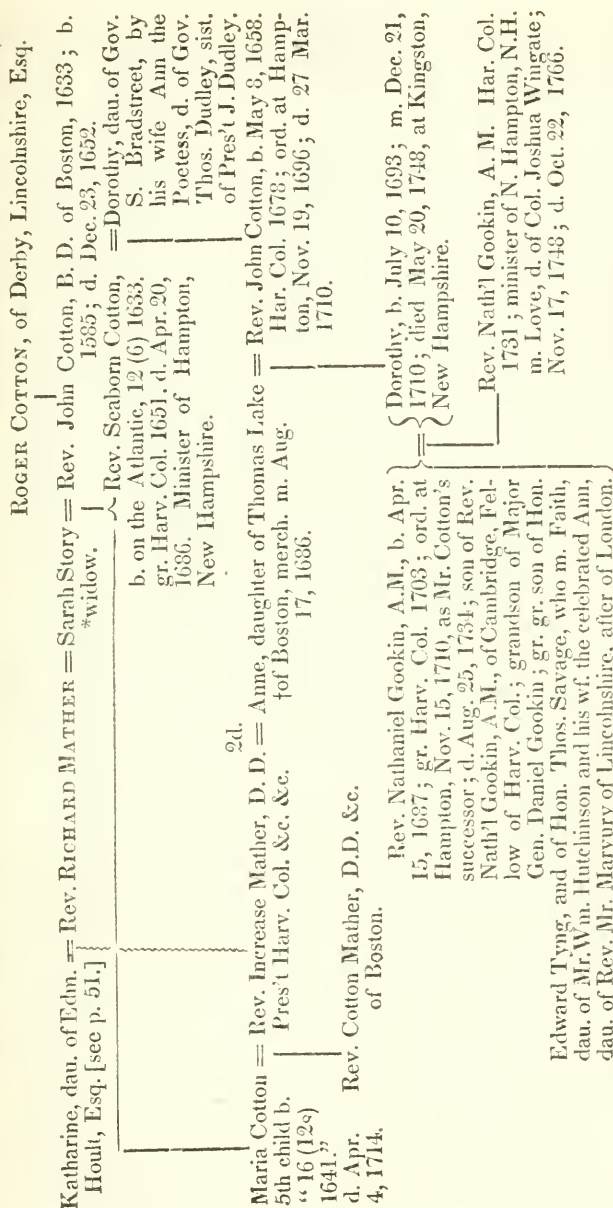 ROGER COTTON, of Derby, Lincolnshire, Esq.
Katharine, dau. of Edm. = Rev. RICHARD MATHER = Sarah Story = Rev. John Cotton, B. D. of Boston, 1633; b.
Hoult, Esq. [see p. 51.]
*widow.
1585; d. Dec. 23, 1652.
Rev. Seaborn Cotton,
b. on the Atlantic, 12 (6) 1633.
gr. Harv. Col. 1651. d. Apr. 20,
1686. Minister of Hampton,
New Hampshire.
=Dorothy, dau. of Gov.
S. Bradstreet, by
his wife Ann the
Poetess, d. of Gov.
Thos. Dudley, sist.
of Pres't J. Dudley.
Maria Cotton = Rev. Increase Mather, D. D. = Anne, daughter of Thomas Lake = Rev. John Cotton, b. May 8, 1658.
2d.
5th child b.
" 16 (12°)
1641,"
d. Apr.
4, 1714.
Pres't Harv. Col. &c. &c.
†of Boston, merch. m. Aug.
17, 1686.
Har. Col. 1678; ord. at Hamp-
ton, Nov. 19, 1696; d. 27 Mar.
1710.
Rev. Cotton Mather, D.D. &c.
of Boston.
Rev. Nathaniel Gookin, A.M., b. Apr.
15, 1687; gr. Harv. Col. 1703; ord. at
Hampton, Nov. 15, 1710, as Mr. Cotton's
successor; d. Aug. 25, 1734; son of Rev.
Nath'l Gookin, A.M., of Cambridge, Fel-
low of Harv. Col.; grandson of Major
Gen. Daniel Gookin; gr. gr. son of Hon.
Edward Tyng, and of Hon. Thos. Savage, who m. Faith,
dau. of Mr. Wm. Hutchinson and his wf. the celebrated Ann,
dau. of Rev. Mr. Marvury of Lincolnshire, after of London.
=
Dorothy, b. July 10, 1693; m. Dec. 21,
1710; died May 20, 1748, at Kingston,
New Hampshire.
Rev. Nath'l Gookin, A. M. Har. Col.
1731; minister of N. Hampton, N.H.
m. Love, d. of Col. Joshua Wingate;
Nov. 17, 1748; d. Oct. 22, 1766.